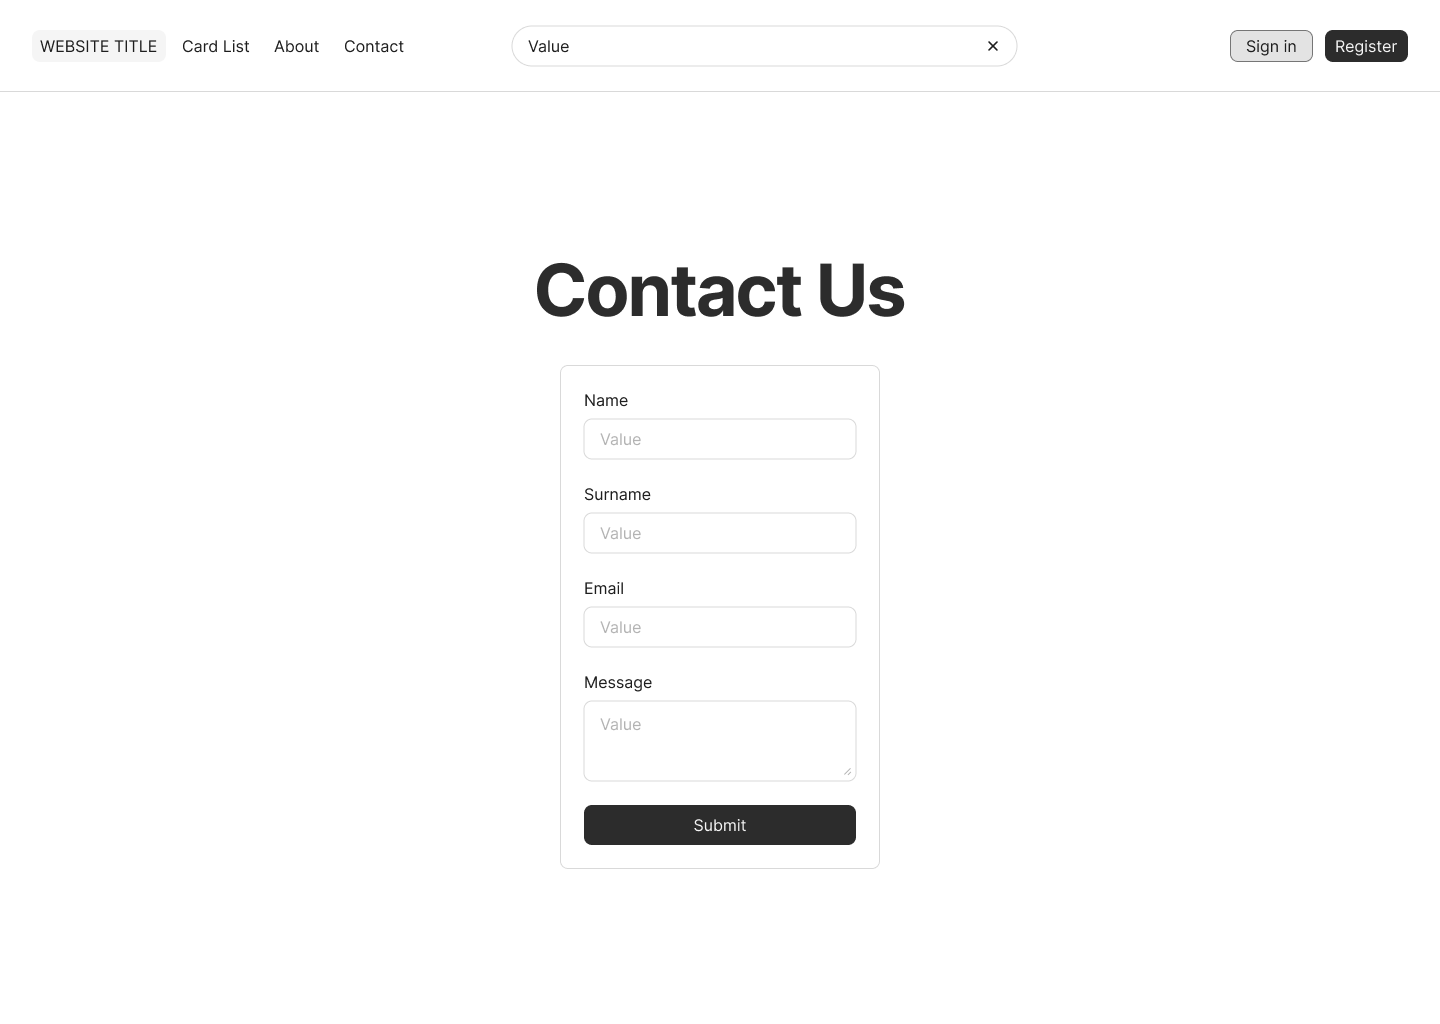 WEBSITE TITLE Card List About Contact Value Sign in Register
Contact Us
Name
Value
Surname
Value
Email
Value
Message
Value
Submit